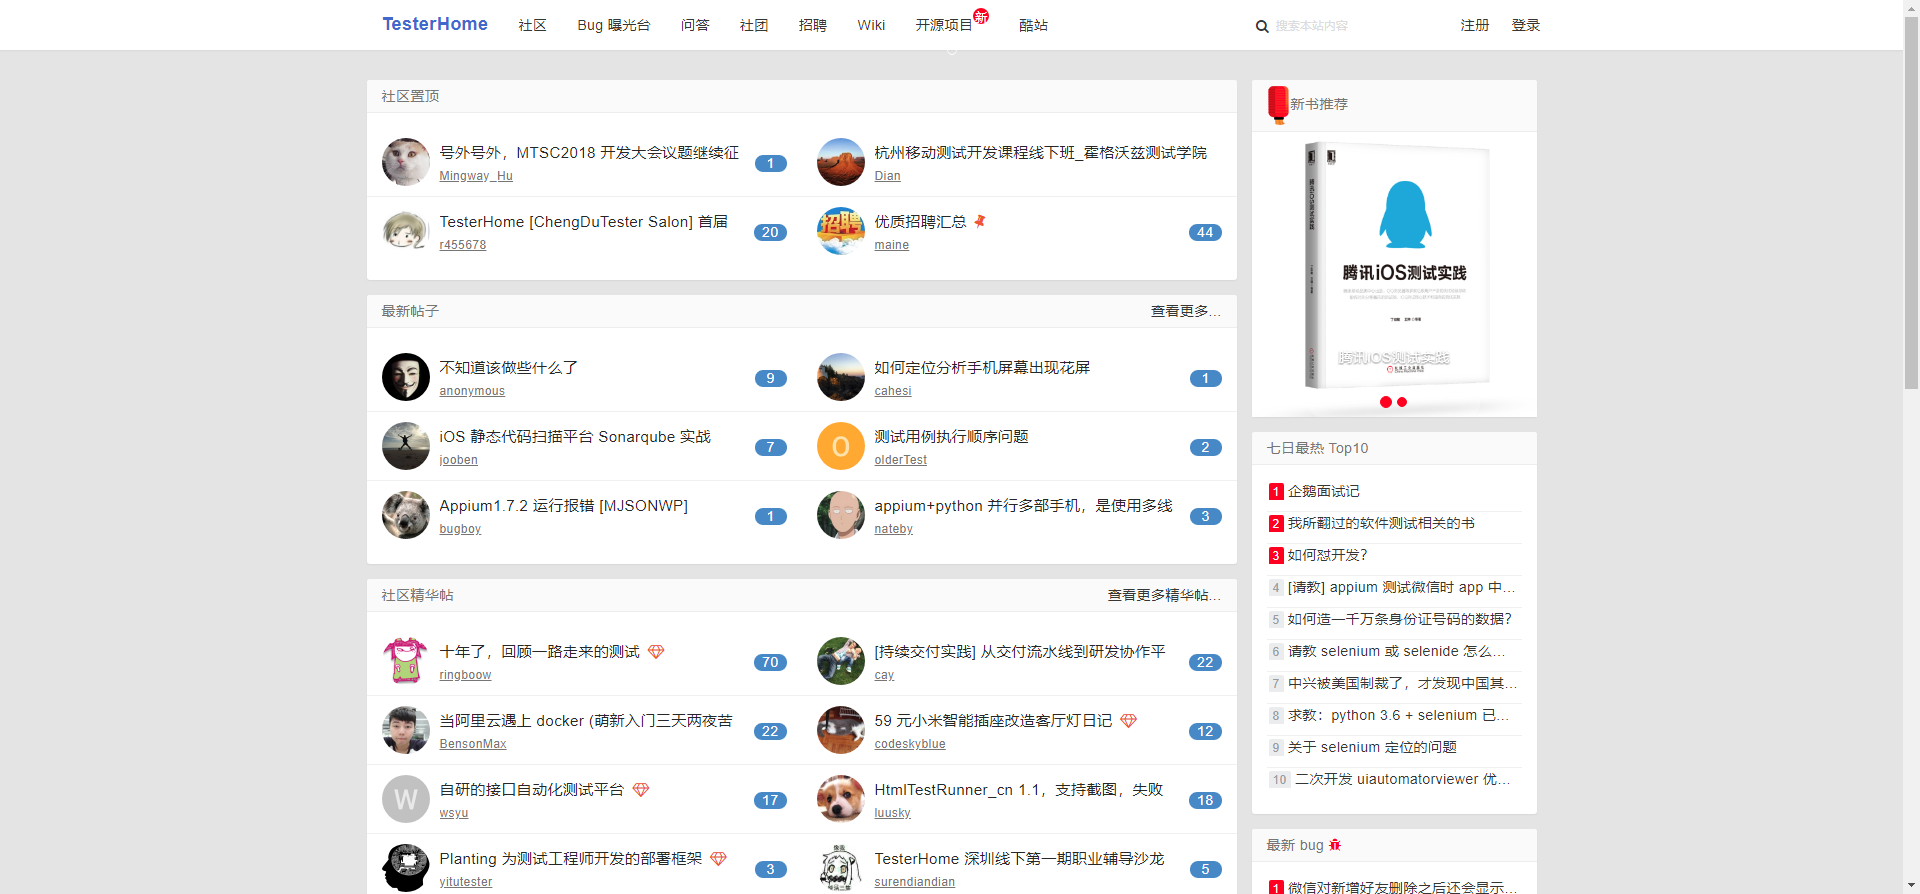 TesterHome 社区 Bug 曝光台 问答 社团 招聘 Wiki 开源项目 新 酷站 搜索本站内容 注册 登录
社区置顶
号外号外，MTSC2018 开发大会议题继续征 1
Mingway_Hu
杭州移动测试开发课程线下班_霍格沃兹测试学院
Dian
TesterHome [ChengDuTester Salon] 首届 20
r455678
招聘
优质招聘汇总 44
maine
最新帖子 查看更多...
不知道该做些什么了 9
anonymous
如何定位分析手机屏幕出现花屏 1
cahesi
iOS 静态代码扫描平台 Sonarqube 实战 7
jooben
O
测试用例执行顺序问题 2
olderTest
Appium1.7.2 运行报错 [MJSONWP] 1
bugboy
appium+python 并行多部手机，是使用多线 3
nateby
社区精华帖 查看更多精华帖...
十年了，回顾一路走来的测试 70
ringboow
[持续交付实践] 从交付流水线到研发协作平 22
cay
当阿里云遇上 docker (萌新入门三天两夜苦 22
BensonMax
59 元小米智能插座改造客厅灯日记 12
codeskyblue
W
自研的接口自动化测试平台 17
wsyu
HtmlTestRunner_cn 1.1，支持截图，失败 18
luusky
Planting 为测试工程师开发的部署框架 3
yitutester
TesterHome 深圳线下第一期职业辅导沙龙 5
surendiandian
新书推荐
腾讯iOS测试实践
腾讯iOS测试实践
腾讯iOS测试实践
七日最热 Top10
1 企鹅面试记
2 我所翻过的软件测试相关的书
3 如何怼开发？
4 [请教] appium 测试微信时 app 中...
5 如何造一千万条身份证号码的数据？
6 请教 selenium 或 selenide 怎么...
7 中兴被美国制裁了，才发现中国其...
8 求教：python 3.6 + selenium 已...
9 关于 selenium 定位的问题
10 二次开发 uiautomatorviewer 优...
最新 bug
1 微信对新增好友删除之后还会显示...